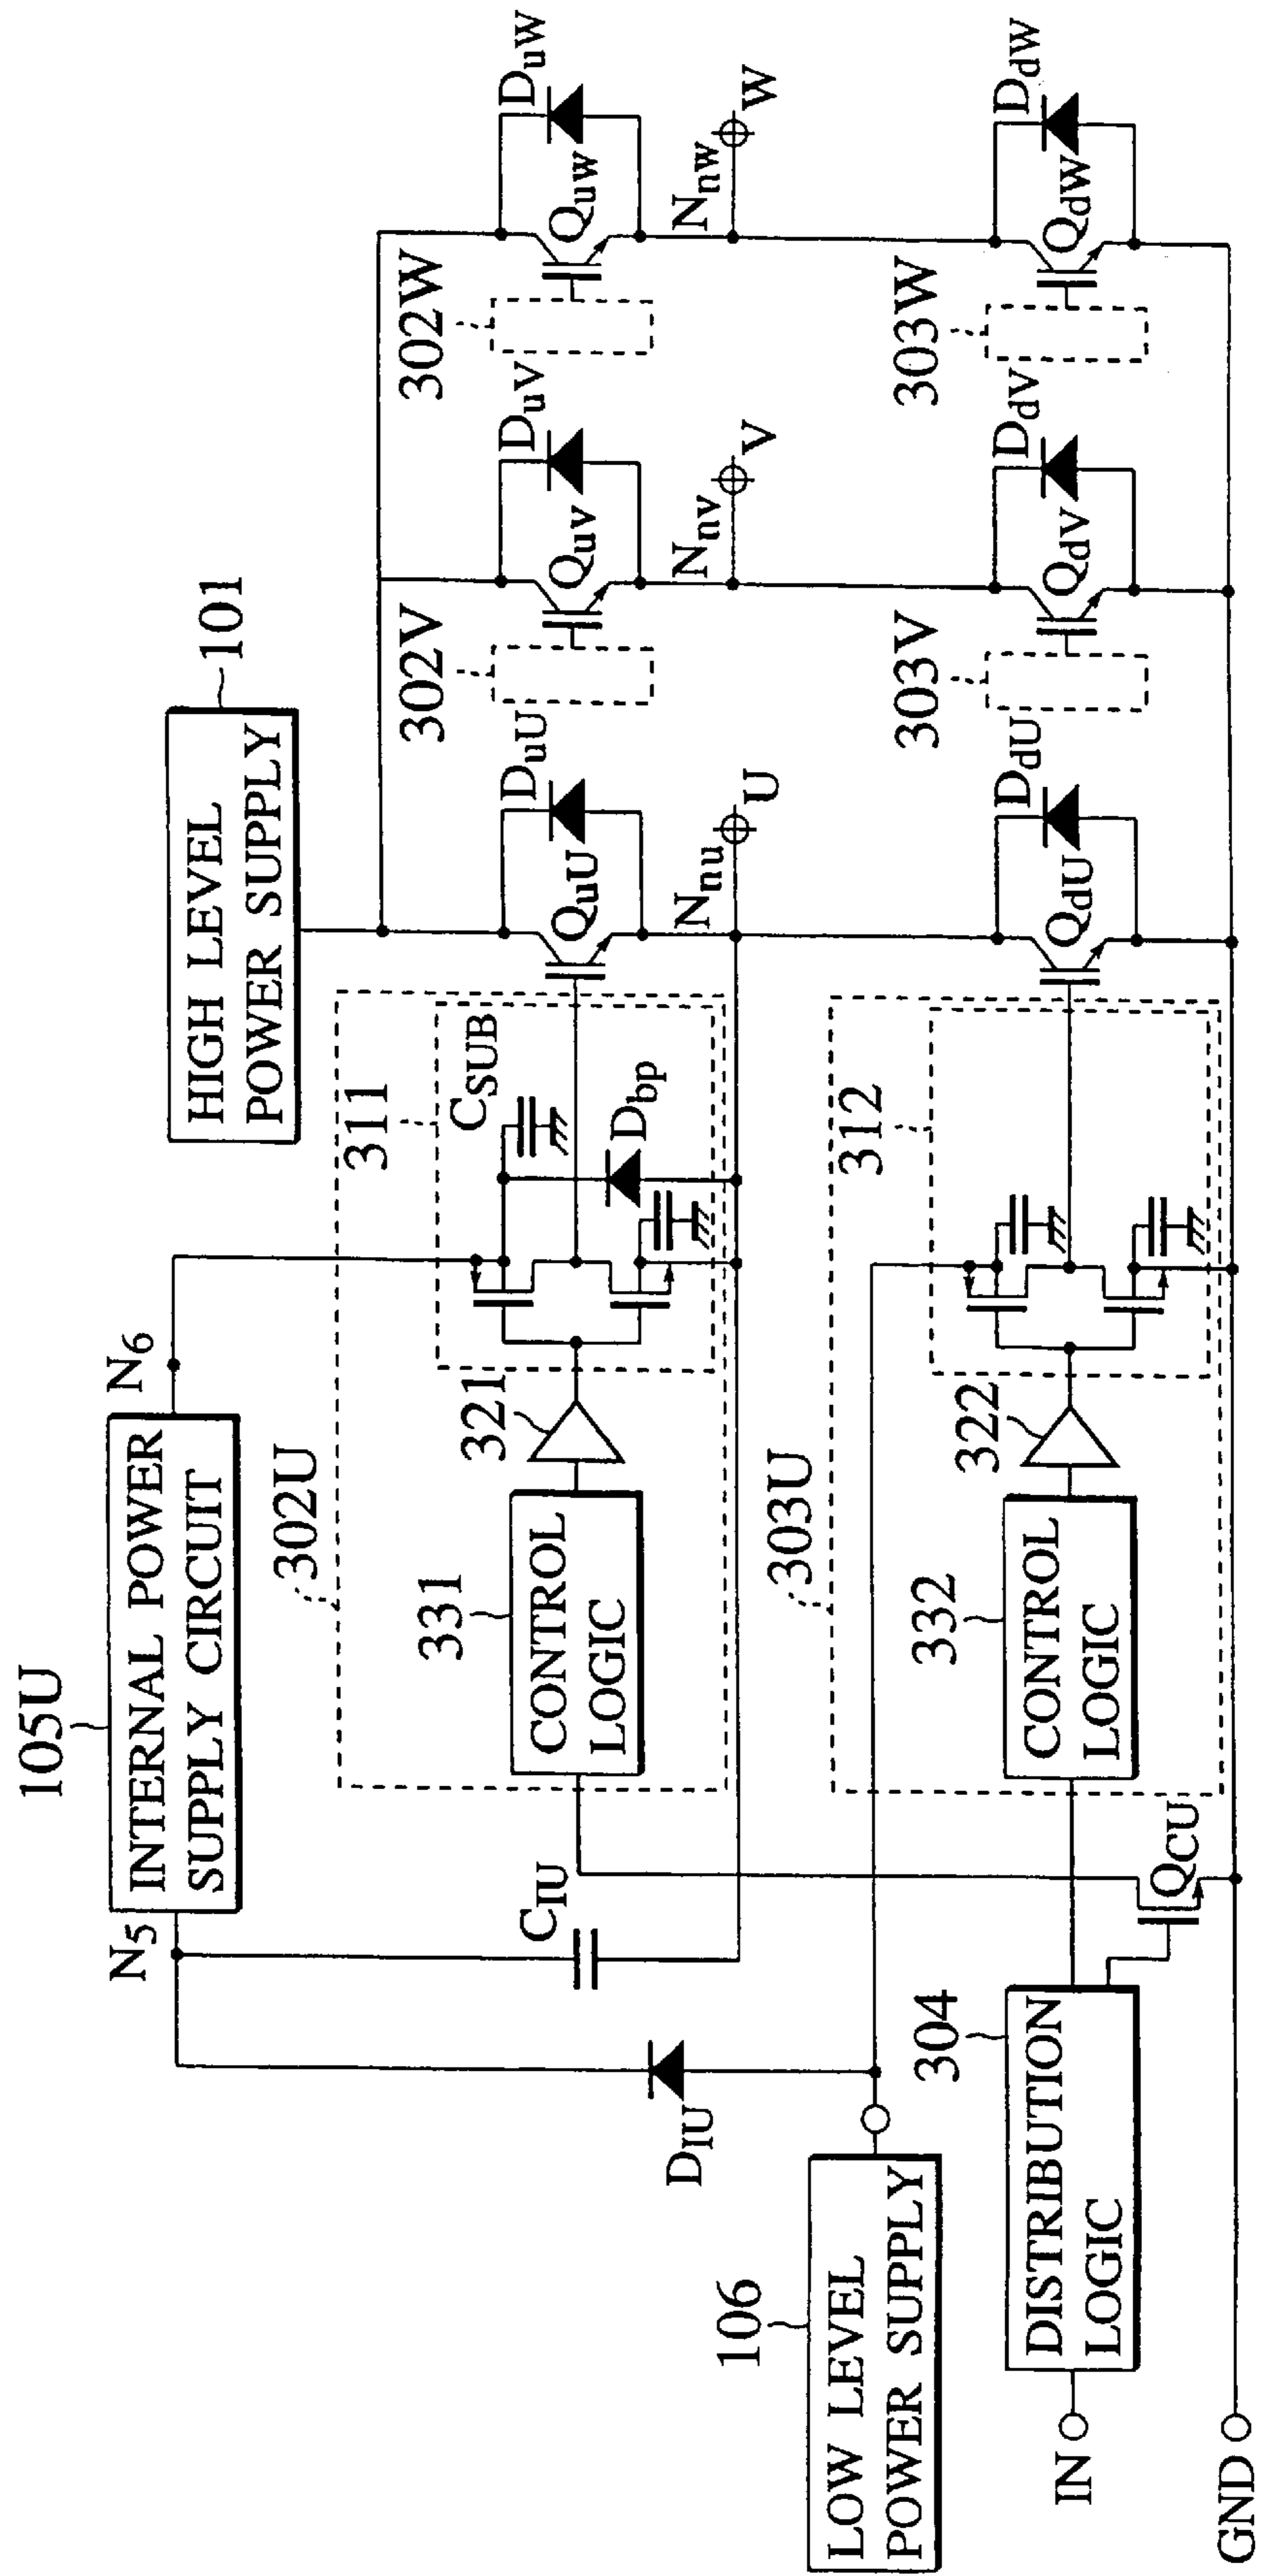 105U
INTERNAL POWER
SUPPLY CIRCUIT
N5
N6
HIGH LEVEL
POWER SUPPLY
101
302U
311
CSUB
Dbp
331
CONTROL
LOGIC
321
CIU
DIU
QuU
DuU
Nnu
U
302V
Quv
DuV
Nnv
V
302W
Quw
DuW
Nnw
W
106
LOW LEVEL
POWER SUPPLY
303U
312
332
CONTROL
LOGIC
322
304
DISTRIBUTION
LOGIC
QCU
QdU
DdU
303V
QdV
DdV
303W
QdW
DdW
IN
GND